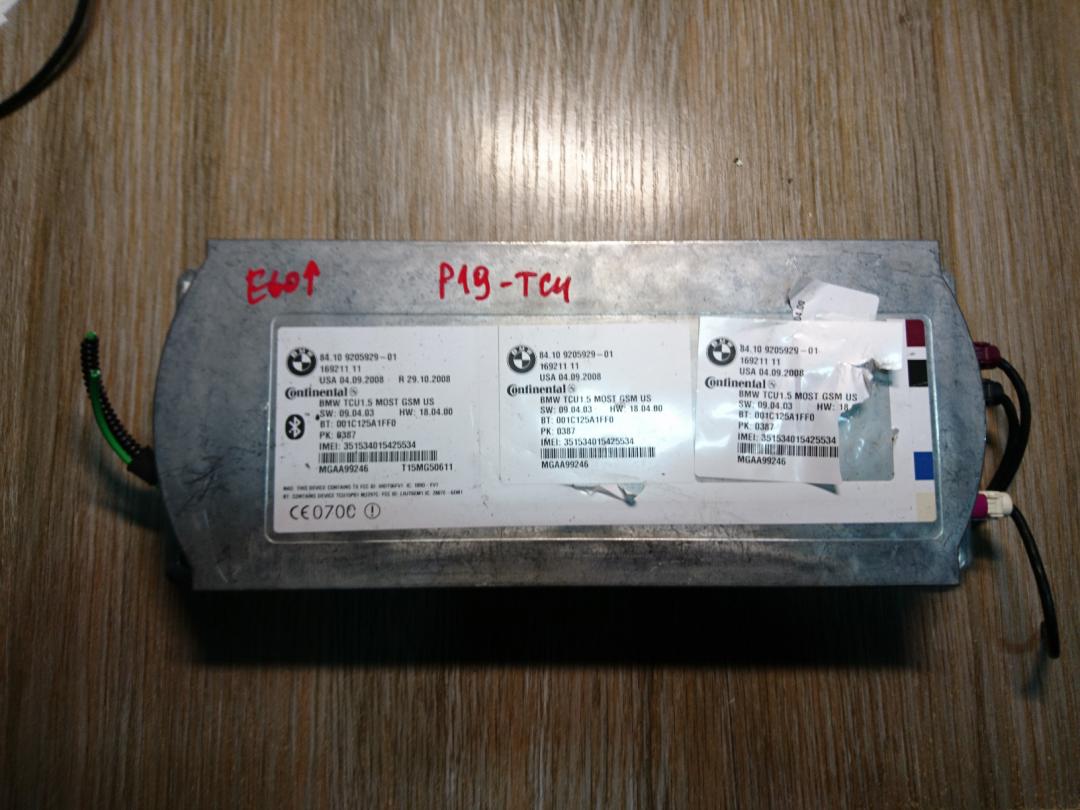 E60↑
P19-TCU
84.10 9205929-01
169211 11
USA 04.09.2008 R 29.10.2008
Continental
BMW TCU1.5 MOST GSM US
SW: 09.04.03 HW: 18.04.00
BT: 001C125A1FF0
PK: 0387
IMEI: 351534015425534
MGAA99246 T15MG50611
CE0700
84.10 9205929-01
169211 11
USA 04.09.2008
Continental
BMW TCU1.5 MOST GSM US
SW: 09.04.03 HW: 18.04.00
BT: 001C125A1FF0
PK: 0387
IMEI: 351534015425534
MGAA99246
04.00
84.10 9205929-01
169211 11
USA 04.09.2008
Continental
BMW TCU1.5 MOST GSM US
SW: 09.04.03 HW: 18
BT: 001C125A1FF0
PK: 0387
IMEI: 351534015425534
MGAA99246